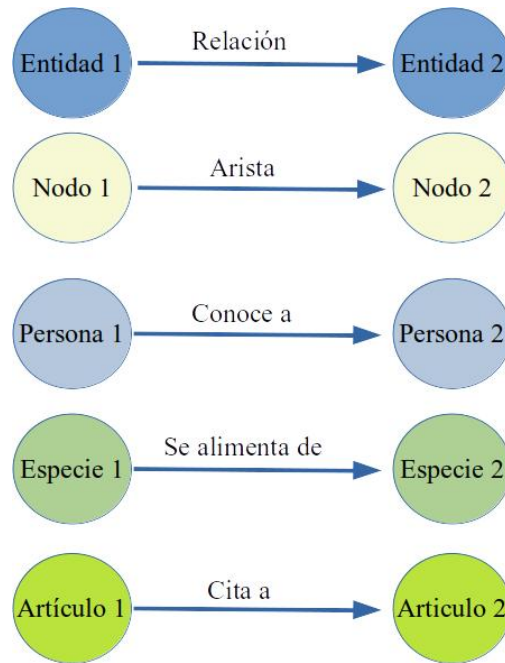 Relación
Entidad 1
Entidad 2
Arista
Nodo 1
Nodo 2
Conoce a
Persona 1
Persona 2
Se alimenta de
Especie 1
Especie 2
Cita a
Artículo 1
Articulo 2